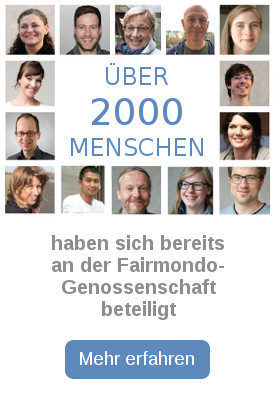 ÜBER
2000
MENSCHEN
haben sich bereits
an der Fairmondo-
Genossenschaft
beteiligt
Mehr erfahren